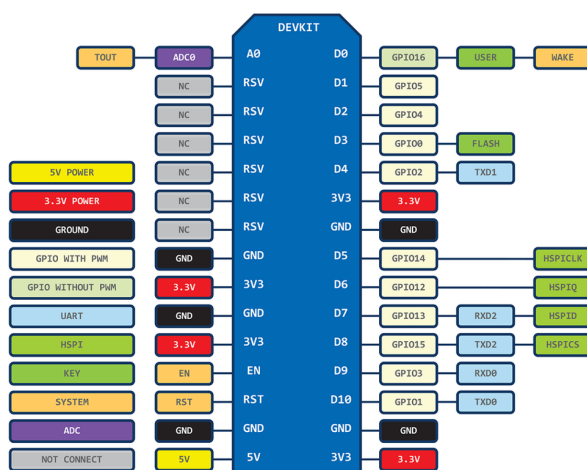 DEVKIT
TOUT ADC0 A0 D0 GPIO16 USER WAKE
NC RSV D1 GPIO5
NC RSV D2 GPIO4
NC RSV D3 GPIO0 FLASH
5V POWER NC RSV D4 GPIO2 TXD1
3.3V POWER NC RSV 3V3 3.3V
GROUND NC RSV GND GND
GPIO WITH PWM GND GND D5 GPIO14 HSPICLK
GPIO WITHOUT PWM 3.3V 3V3 D6 GPIO12 HSPIQ
UART GND GND D7 GPIO13 RXD2 HSPID
HSPI 3.3V 3V3 D8 GPIO15 TXD2 HSPICS
KEY EN EN D9 GPIO3 RXD0
SYSTEM RST RST D10 GPIO1 TXD0
ADC GND GND GND GND
NOT CONNECT 5V 5V 3V3 3.3V